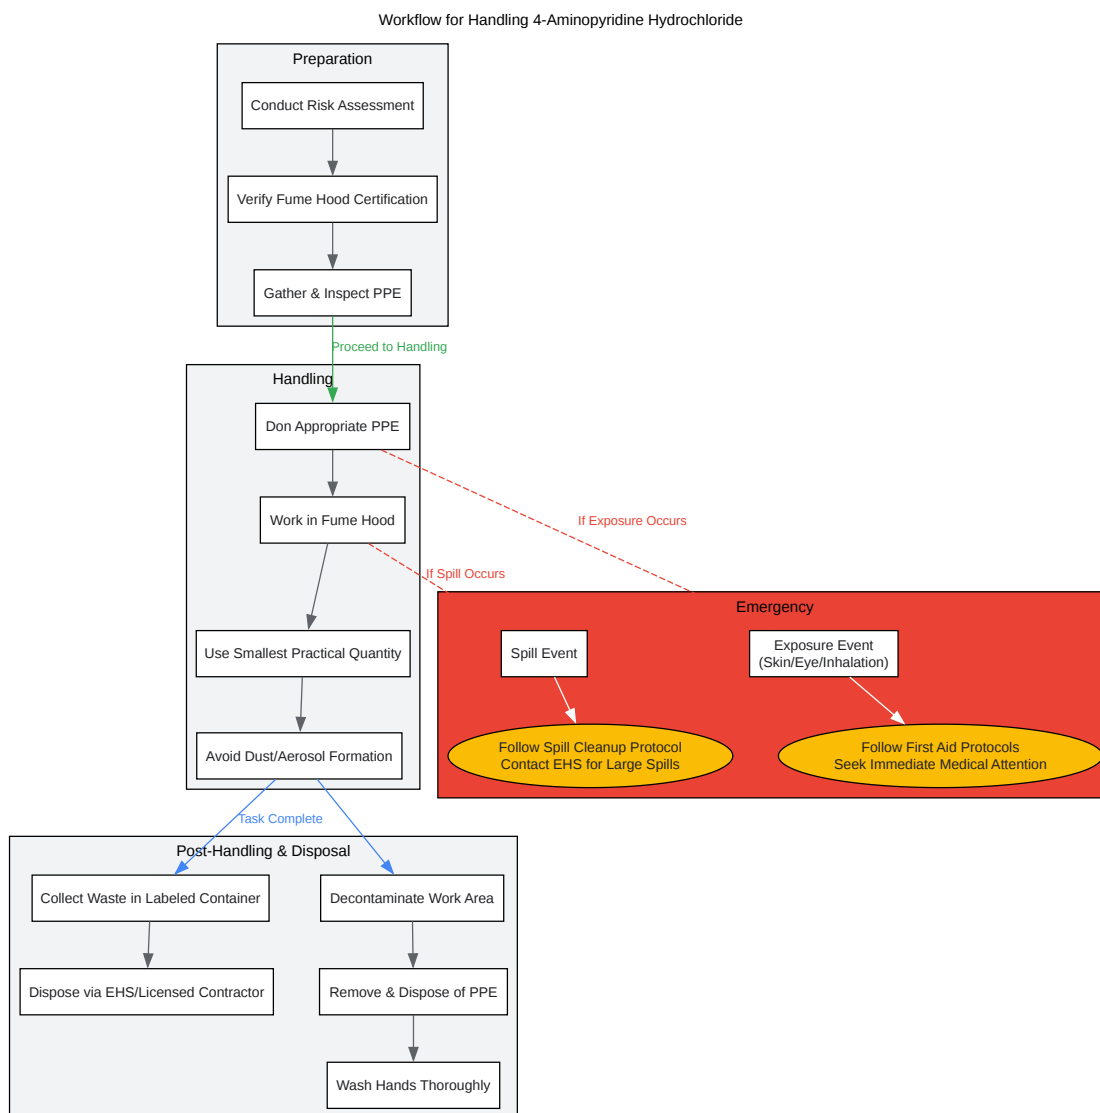 Workflow for Handling 4-Aminopyridine Hydrochloride
Preparation
Conduct Risk Assessment
Verify Fume Hood Certification
Gather & Inspect PPE
Proceed to Handling
Handling
Don Appropriate PPE
Work in Fume Hood
If Exposure Occurs
If Spill Occurs
Use Smallest Practical Quantity
Avoid Dust/Aerosol Formation
Emergency
Spill Event
Exposure Event
(Skin/Eye/Inhalation)
Follow Spill Cleanup Protocol
Contact EHS for Large Spills
Follow First Aid Protocols
Seek Immediate Medical Attention
Task Complete
Post-Handling & Disposal
Collect Waste in Labeled Container
Decontaminate Work Area
Dispose via EHS/Licensed Contractor
Remove & Dispose of PPE
Wash Hands Thoroughly